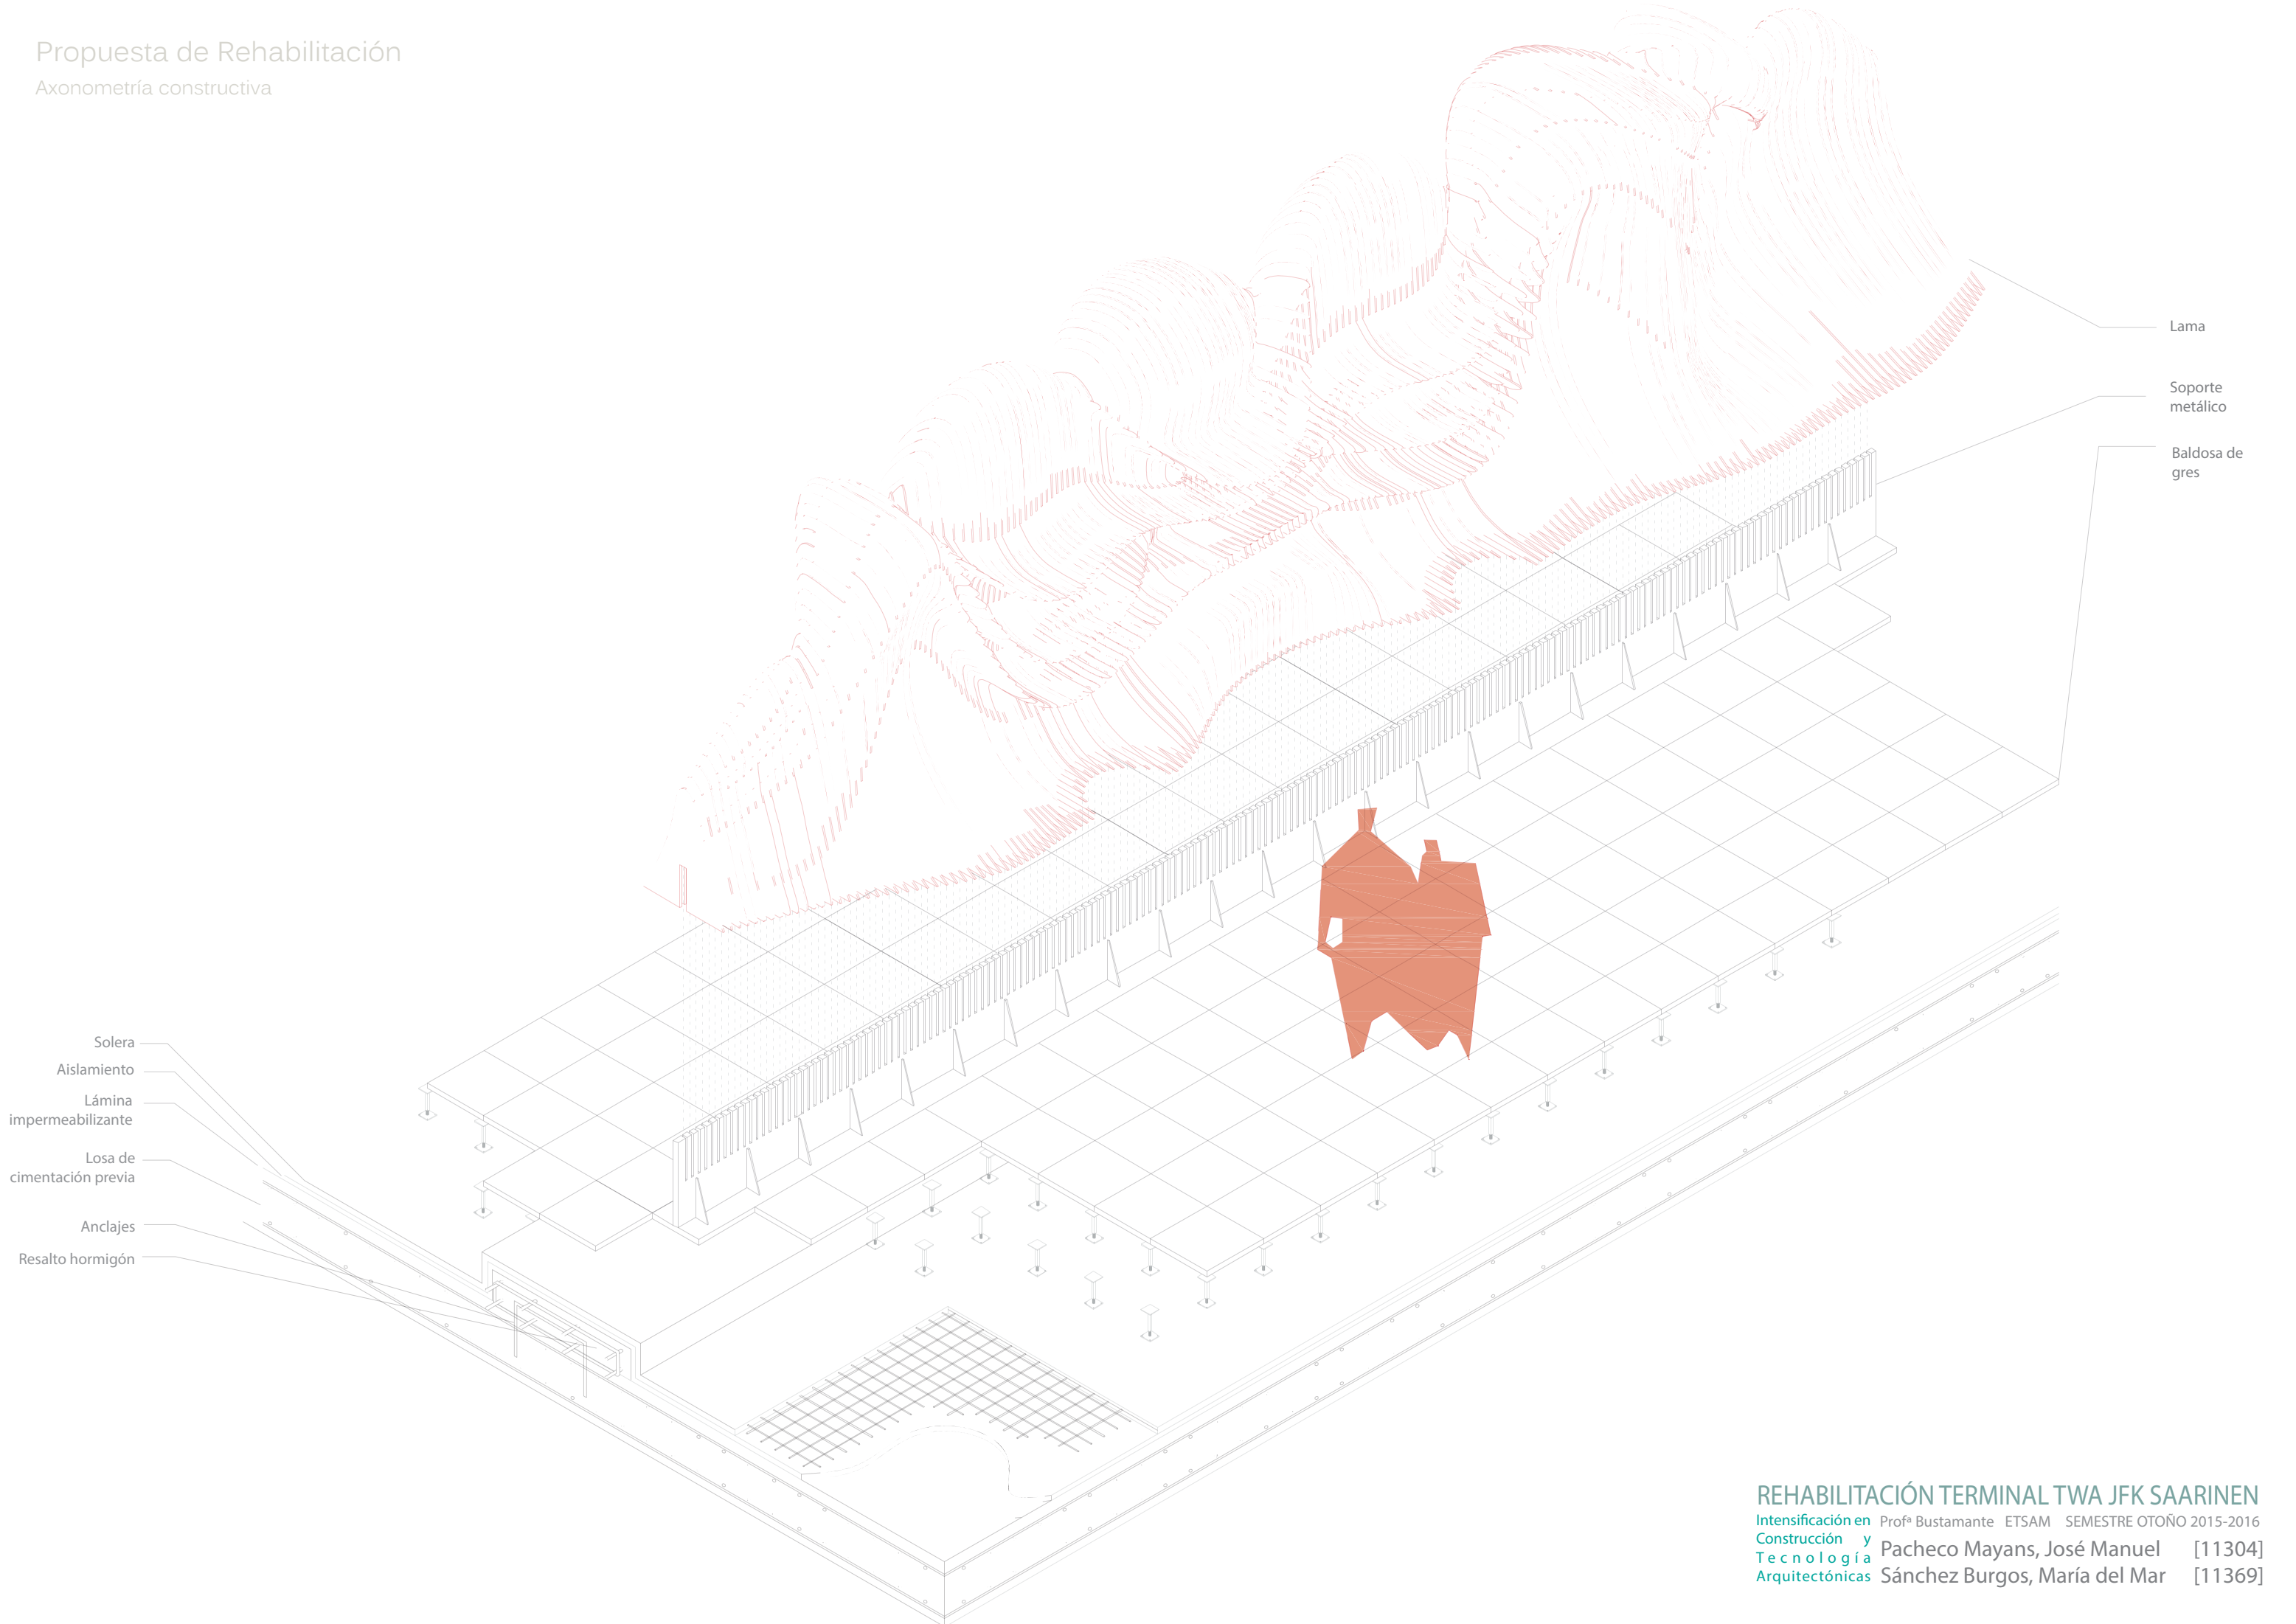 Propuesta de Rehabilitación
Axonometría constructiva
Lama
Soporte
metálico
Baldosa de
gres
Solera
Aislamiento
Lámina
impermeabilizante
Losa de
cimentación previa
Anclajes
Resalto hormigón
REHABILITACIÓN TERMINAL TWA JFK SAARINEN
Intensificación en
Construcción y
Tecnología
Arquitectónicas
Profª Bustamante ETSAM SEMESTRE OTOÑO 2015-2016
Pacheco Mayans, José Manuel [11304]
Sánchez Burgos, María del Mar [11369]